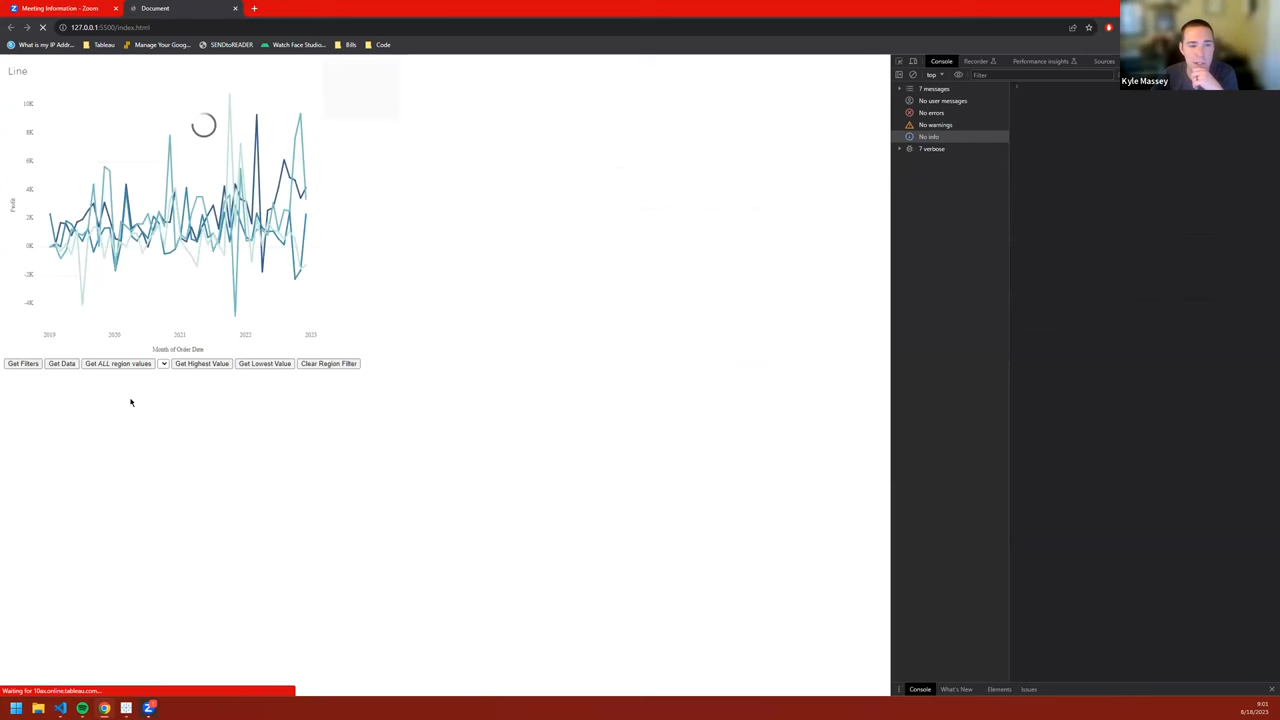 Meeting Information - Zoom
Document
127.0.0.1:5500/index.html
What is my IP Addr...
Tableau
Manage Your Goog...
SENDtoREADER
Watch Face Studio...
Bills
Code
Kyle Massey
Console
Recorder
Performance insights
Sources
top
Filter
7 messages
No user messages
No errors
No warnings
No info
7 verbose
Line
10K
8K
6K
4K
2K
0K
-2K
-4K
Profit
2019
2020
2021
2022
2023
Month of Order Date
Get Filters
Get Data
Get ALL region values
Get Highest Value
Get Lowest Value
Clear Region Filter
Waiting for 10ax.online.tableau.com...
Console
What's New
Elements
Issues
9:01
8/18/2023